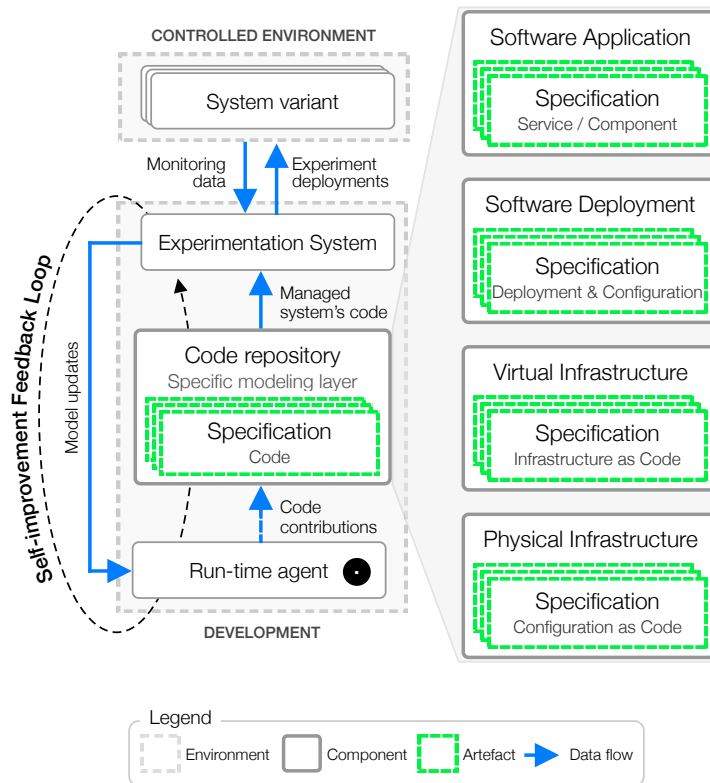 CONTROLLED ENVIRONMENT
System variant
Monitoring
data
Experiment
deployments
Experimentation System
Managed
system's code
Code repository
Specific modeling layer
Specification
Code
Code
contributions
Run-time agent
DEVELOPMENT
Model updates
Self-improvement Feedback Loop
Software Application
Specification
Service / Component
Software Deployment
Specification
Deployment & Configuration
Virtual Infrastructure
Specification
Infrastructure as Code
Physical Infrastructure
Specification
Configuration as Code
Legend
Environment
Component
Artefact
Data flow